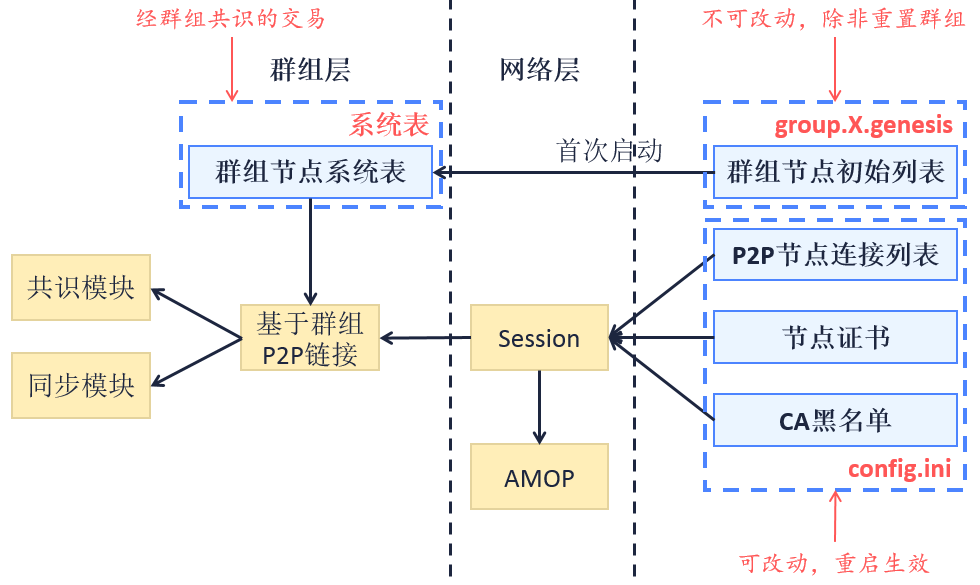 经群组共识的交易
不可改动，除非重置群组
群组层
网络层
系统表
group.X.genesis
群组节点系统表
首次启动
群组节点初始列表
P2P节点连接列表
共识模块
基于群组
P2P链接
Session
节点证书
同步模块
CA黑名单
AMOP
config.ini
可改动，重启生效